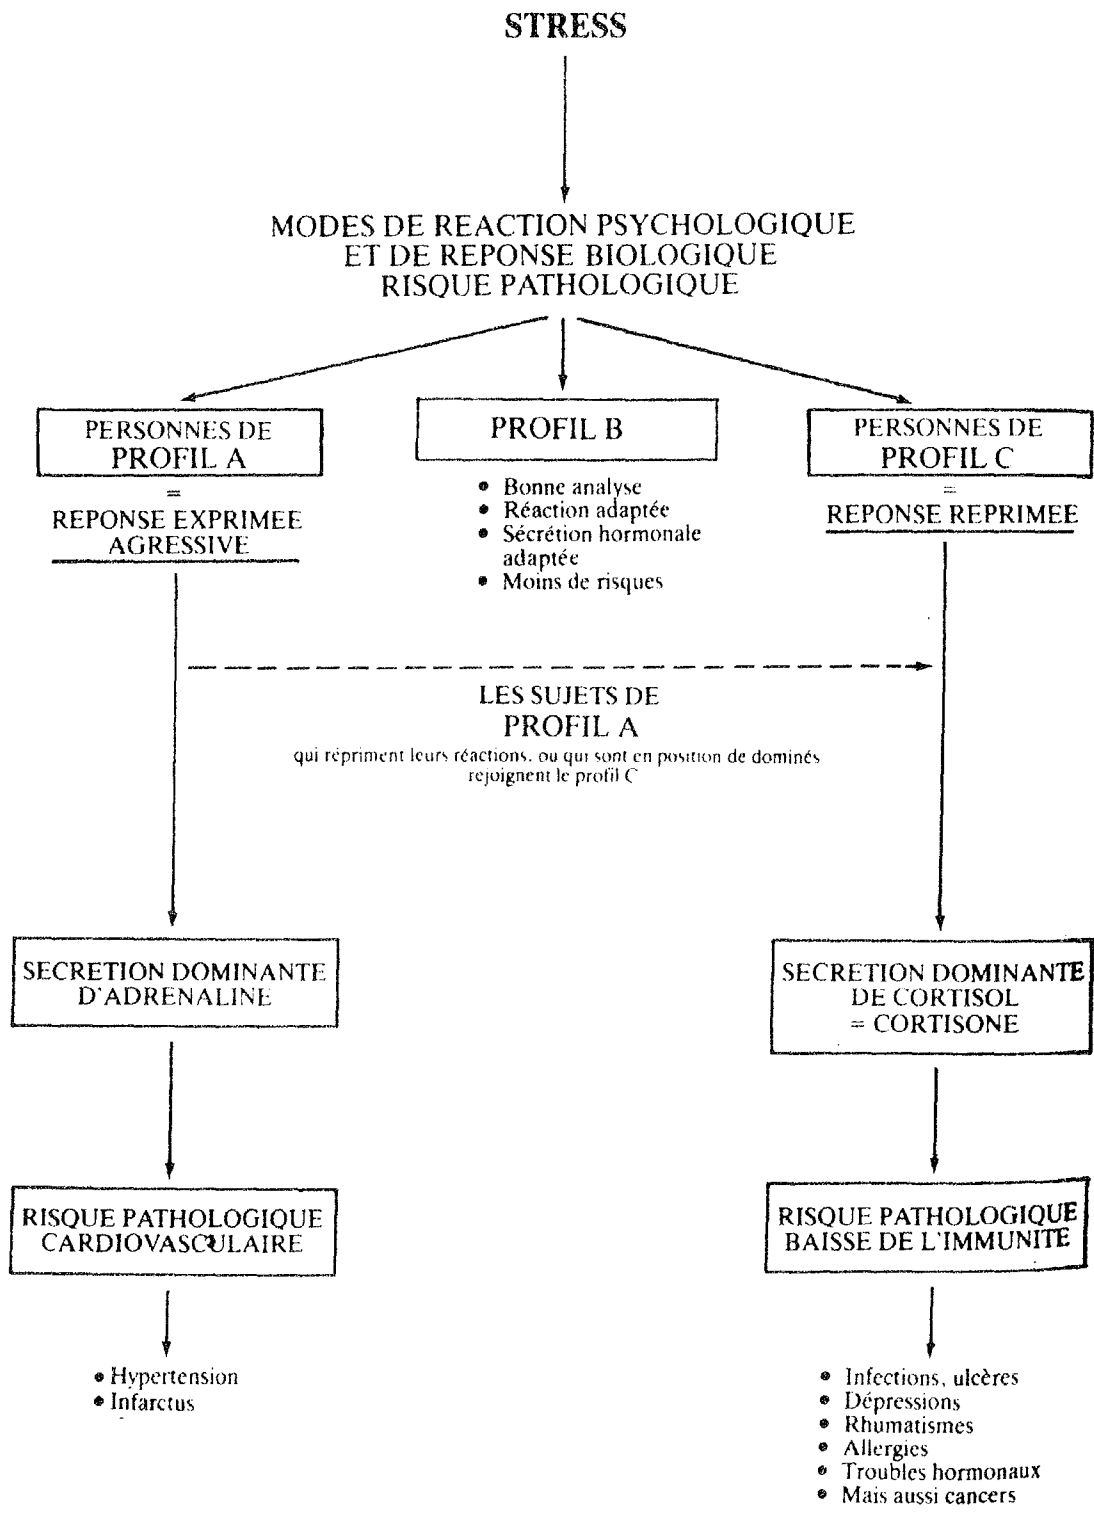 STRESS
MODES DE REACTION PSYCHOLOGIQUE
ET DE REPONSE BIOLOGIQUE
RISQUE PATHOLOGIQUE
PERSONNES DE
PROFIL A
=
REPONSE EXPRIMEE
AGRESSIVE
PROFIL B
• Bonne analyse
• Réaction adaptée
• Sécrétion hormonale
adaptée
• Moins de risques
PERSONNES DE
PROFIL C
=
REPONSE REPRIMEE
LES SUJETS DE
PROFIL A
qui répriment leurs réactions, ou qui sont en position de dominés
rejoignent le profil C
SECRETION DOMINANTE
D'ADRENALINE
SECRETION DOMINANTE
DE CORTISOL
= CORTISONE
RISQUE PATHOLOGIQUE
CARDIOVASCULAIRE
RISQUE PATHOLOGIQUE
BAISSE DE L'IMMUNITE
• Hypertension
• Infarctus
• Infections, ulcères
• Dépressions
• Rhumatismes
• Allergies
• Troubles hormonaux
• Mais aussi cancers